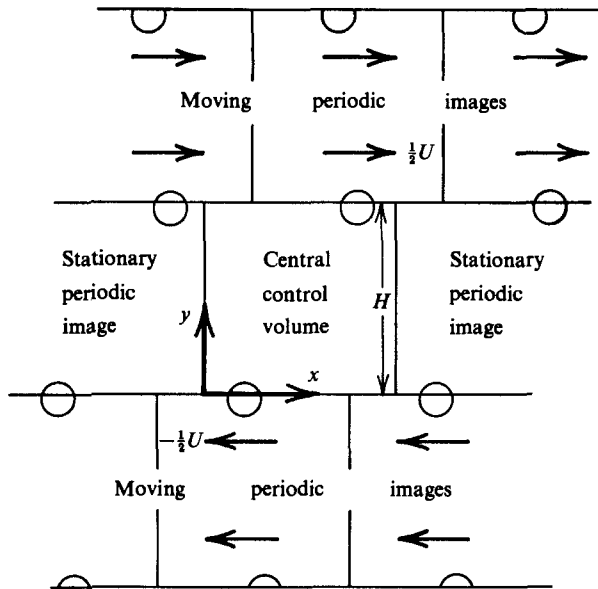 Moving periodic images
½U
Stationary periodic image
Central control volume
H
Stationary periodic image
y
x
-½U
Moving periodic images